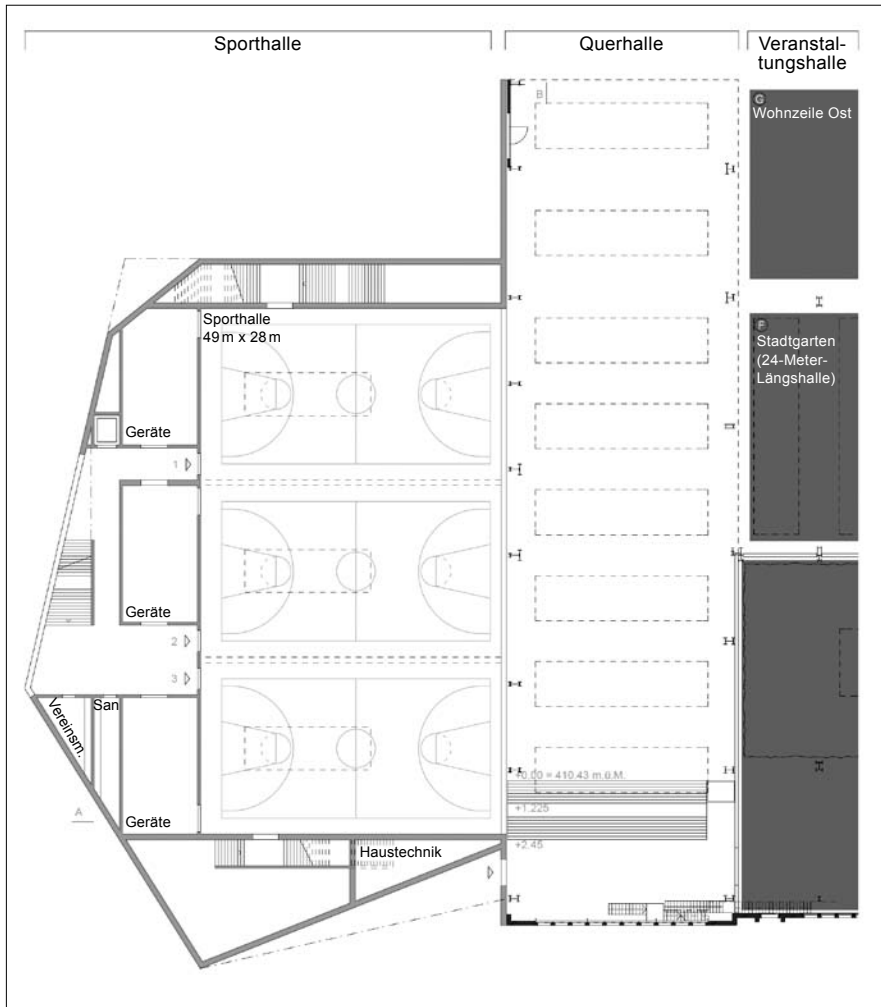 Sporthalle
Querhalle
Veranstal-
tungshalle
B
G
Wohnzeile Ost
Sporthalle
49 m x 28 m
F
Stadtgarten
(24-Meter-
Längshalle)
Geräte
1
Geräte
2
3
Vereinsm.
San
Geräte
A
+0.00 = 410.43 m.ü.M.
+1.225
+2.45
Haustechnik